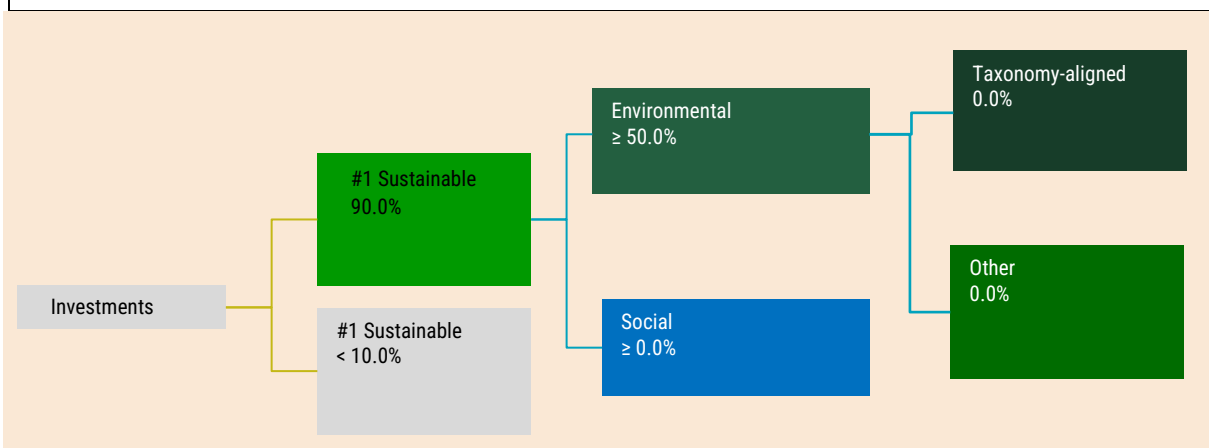 Investments
#1 Sustainable
90.0%
#1 Sustainable
< 10.0%
Environmental
≥ 50.0%
Social
≥ 0.0%
Taxonomy-aligned
0.0%
Other
0.0%